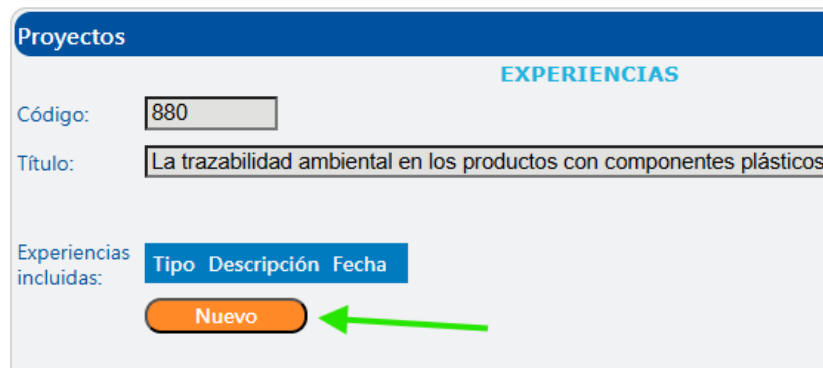 Proyectos
EXPERIENCIAS
Código: 880
Título: La trazabilidad ambiental en los productos con componentes plásticos
Experiencias
incluidas:
Tipo Descripción Fecha
Nuevo